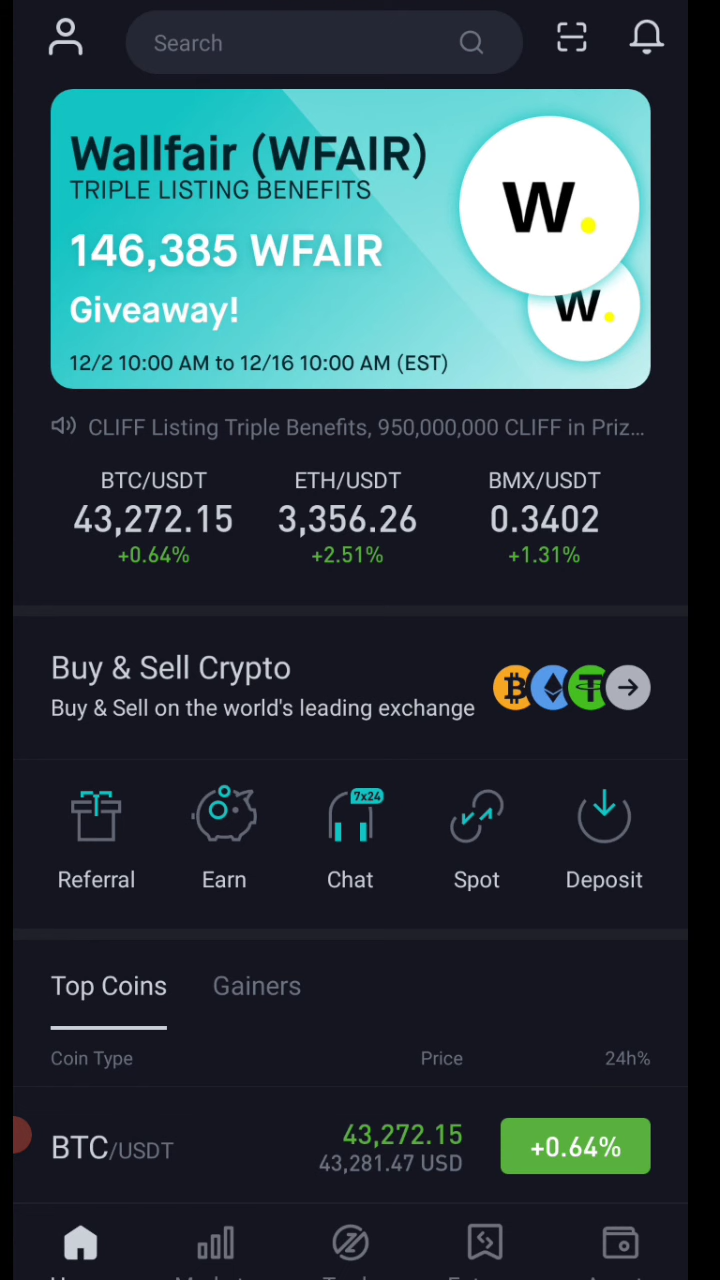 Search
Wallfair (WFAIR)
TRIPLE LISTING BENEFITS
146,385 WFAIR
Giveaway!
12/2 10:00 AM to 12/16 10:00 AM (EST)
W.
W.
CLIFF Listing Triple Benefits, 950,000,000 CLIFF in Priz...
BTC/USDT ETH/USDT BMX/USDT
43,272.15 3,356.26 0.3402
+0.64% +2.51% +1.31%
Buy & Sell Crypto
Buy & Sell on the world's leading exchange
7x24
Referral Earn Chat Spot Deposit
Top Coins Gainers
Coin Type Price 24h%
BTC/USDT 43,272.15 +0.64%
43,281.47 USD